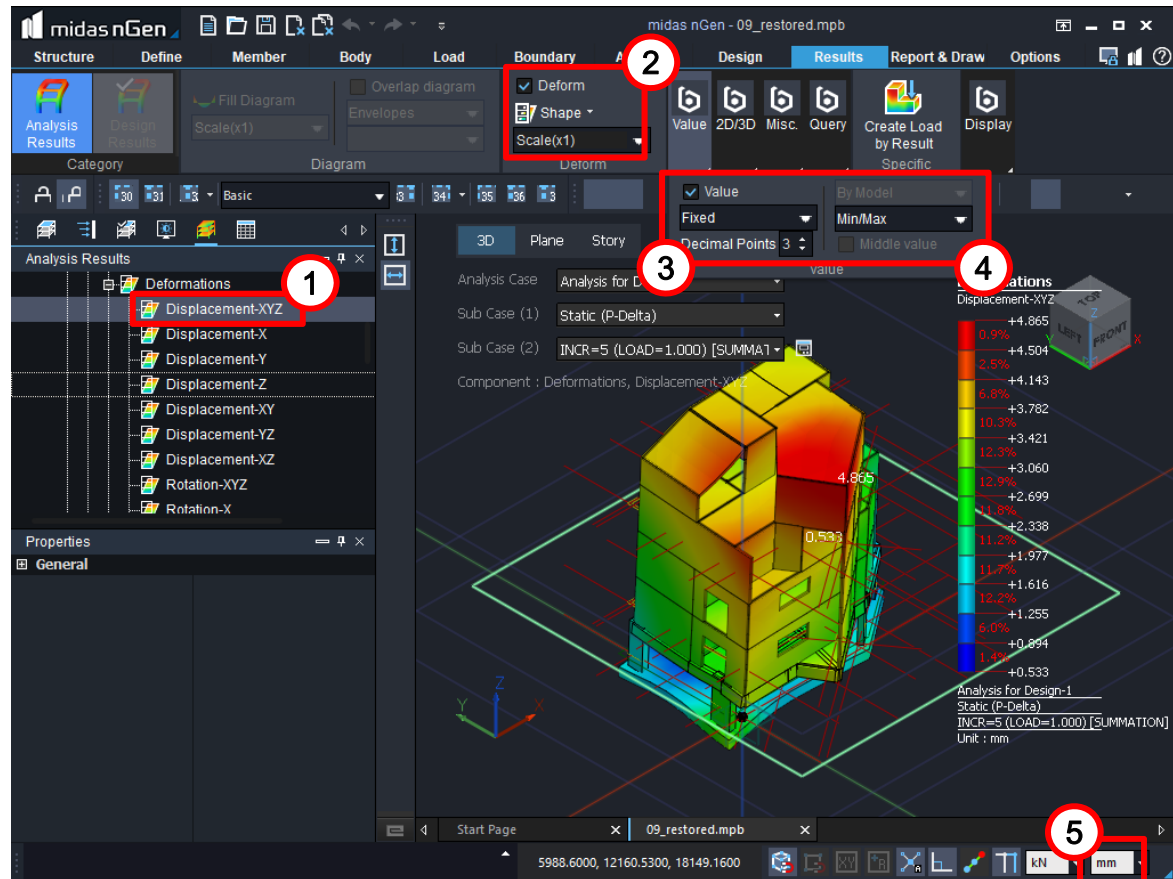 midas nGen
midas nGen - 09_restored.mpb
Structure Define Member Body Load Boundary Design Results Report & Draw Options
2
Analysis Results
Design Results
Fill Diagram
Scale(x1)
Overlap diagram
Envelopes
Deform
Shape
Scale(x1)
Value 2D/3D Misc. Query
Create Load by Result
Display
Category Diagram Deform Specific
Basic
Value
Fixed
Decimal Points 3
By Model
Min/Max
Middle value
Value
3
4
Analysis Results
1
Deformations
Displacement-XYZ
Displacement-X
Displacement-Y
Displacement-Z
Displacement-XY
Displacement-YZ
Displacement-XZ
Rotation-XYZ
Rotation-X
Properties
General
3D Plane Story
Analysis Case Analysis for D
Sub Case (1) Static (P-Delta)
Sub Case (2) INCR=5 (LOAD=1.000) [SUMMAT
Component : Deformations, Displacement-XYZ
4.865
0.533
Z
Y X
TOP
LEFT FRONT
Z
Y X
Displacement-XYZ
+4.865
0.9%
+4.504
2.5%
+4.143
6.8%
+3.782
10.3%
+3.421
12.3%
+3.060
12.9%
+2.699
11.8%
+2.338
11.2%
+1.977
11.7%
+1.616
12.2%
+1.255
6.0%
+0.894
1.4%
+0.533
Analysis for Design-1
Static (P-Delta)
INCR=5 (LOAD=1.000) [SUMMATION]
Unit : mm
Start Page 09_restored.mpb
5
5988.6000, 12160.5300, 18149.1600
kN mm